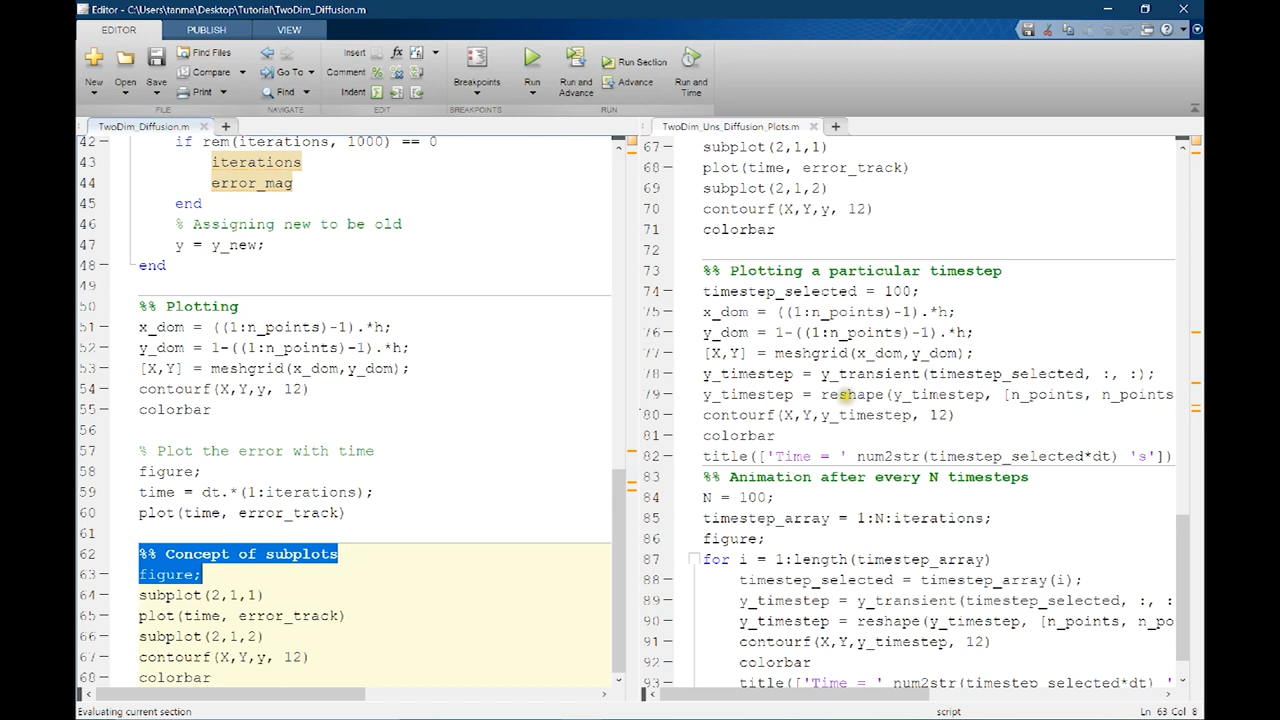 Editor - C:\Users\tanma\Desktop\Tutorial\TwoDim_Diffusion.m
EDITOR PUBLISH VIEW
New Open Save Find Files Compare Print
FILE
Go To Find
NAVIGATE
Insert fx
Comment
Indent
EDIT
Breakpoints
BREAKPOINTS
Run Run and Advance Run Section Advance Run and Time
RUN
TwoDim_Diffusion.m
42 if rem(iterations, 1000) == 0
43 iterations
44 error_mag
45 end
46 % Assigning new to be old
47 y = y_new;
48 end
49
50 %% Plotting
51 x_dom = ((1:n_points)-1).*h;
52 y_dom = 1-((1:n_points)-1).*h;
53 [X,Y] = meshgrid(x_dom,y_dom);
54 contourf(X,Y,y, 12)
55 colorbar
56
57 % Plot the error with time
58 figure;
59 time = dt.*(1:iterations);
60 plot(time, error_track)
61
62 %% Concept of subplots
63 figure;
64 subplot(2,1,1)
65 plot(time, error_track)
66 subplot(2,1,2)
67 contourf(X,Y,y, 12)
68 colorbar
TwoDim_Uns_Diffusion_Plots.m
67 subplot(2,1,1)
68 plot(time, error_track)
69 subplot(2,1,2)
70 contourf(X,Y,y, 12)
71 colorbar
72
73 %% Plotting a particular timestep
74 timestep_selected = 100;
75 x_dom = ((1:n_points)-1).*h;
76 y_dom = 1-((1:n_points)-1).*h;
77 [X,Y] = meshgrid(x_dom,y_dom);
78 y_timestep = y_transient(timestep_selected, :, :);
79 y_timestep = reshape(y_timestep, [n_points, n_points
80 contourf(X,Y,y_timestep, 12)
81 colorbar
82 title(['Time = ' num2str(timestep_selected*dt) 's'])
83 %% Animation after every N timesteps
84 N = 100;
85 timestep_array = 1:N:iterations;
86 figure;
87 for i = 1:length(timestep_array)
88 timestep_selected = timestep_array(i);
89 y_timestep = y_transient(timestep_selected, :, :
90 y_timestep = reshape(y_timestep, [n_points, n_po
91 contourf(X,Y,y_timestep, 12)
92 colorbar
93 title(['Time = ' num2str(timestep_selected*dt) '
Evaluating current section
script
Ln 63 Col 8